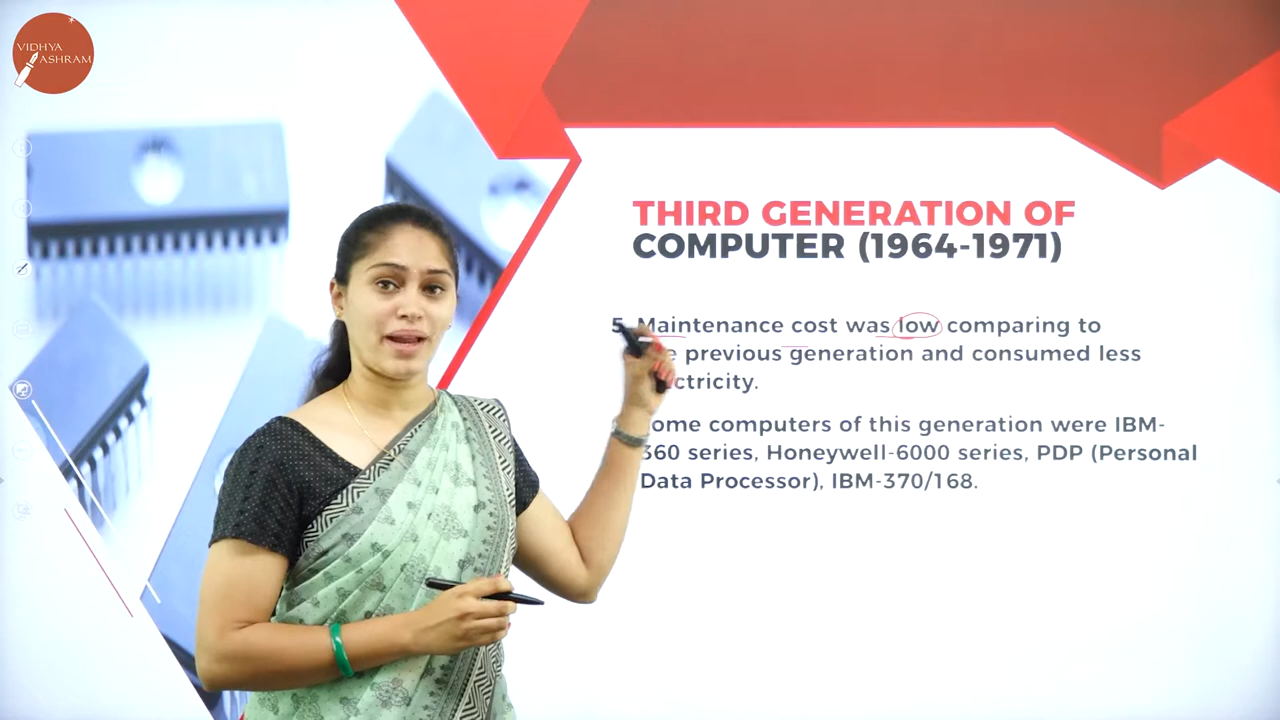 VIDHYA
ASHRAM
THIRD GENERATION OF
COMPUTER (1964-1971)
5. Maintenance cost was low comparing to
previous generation and consumed less
ctricity.
ome computers of this generation were IBM-
360 series, Honeywell-6000 series, PDP (Personal
Data Processor), IBM-370/168.